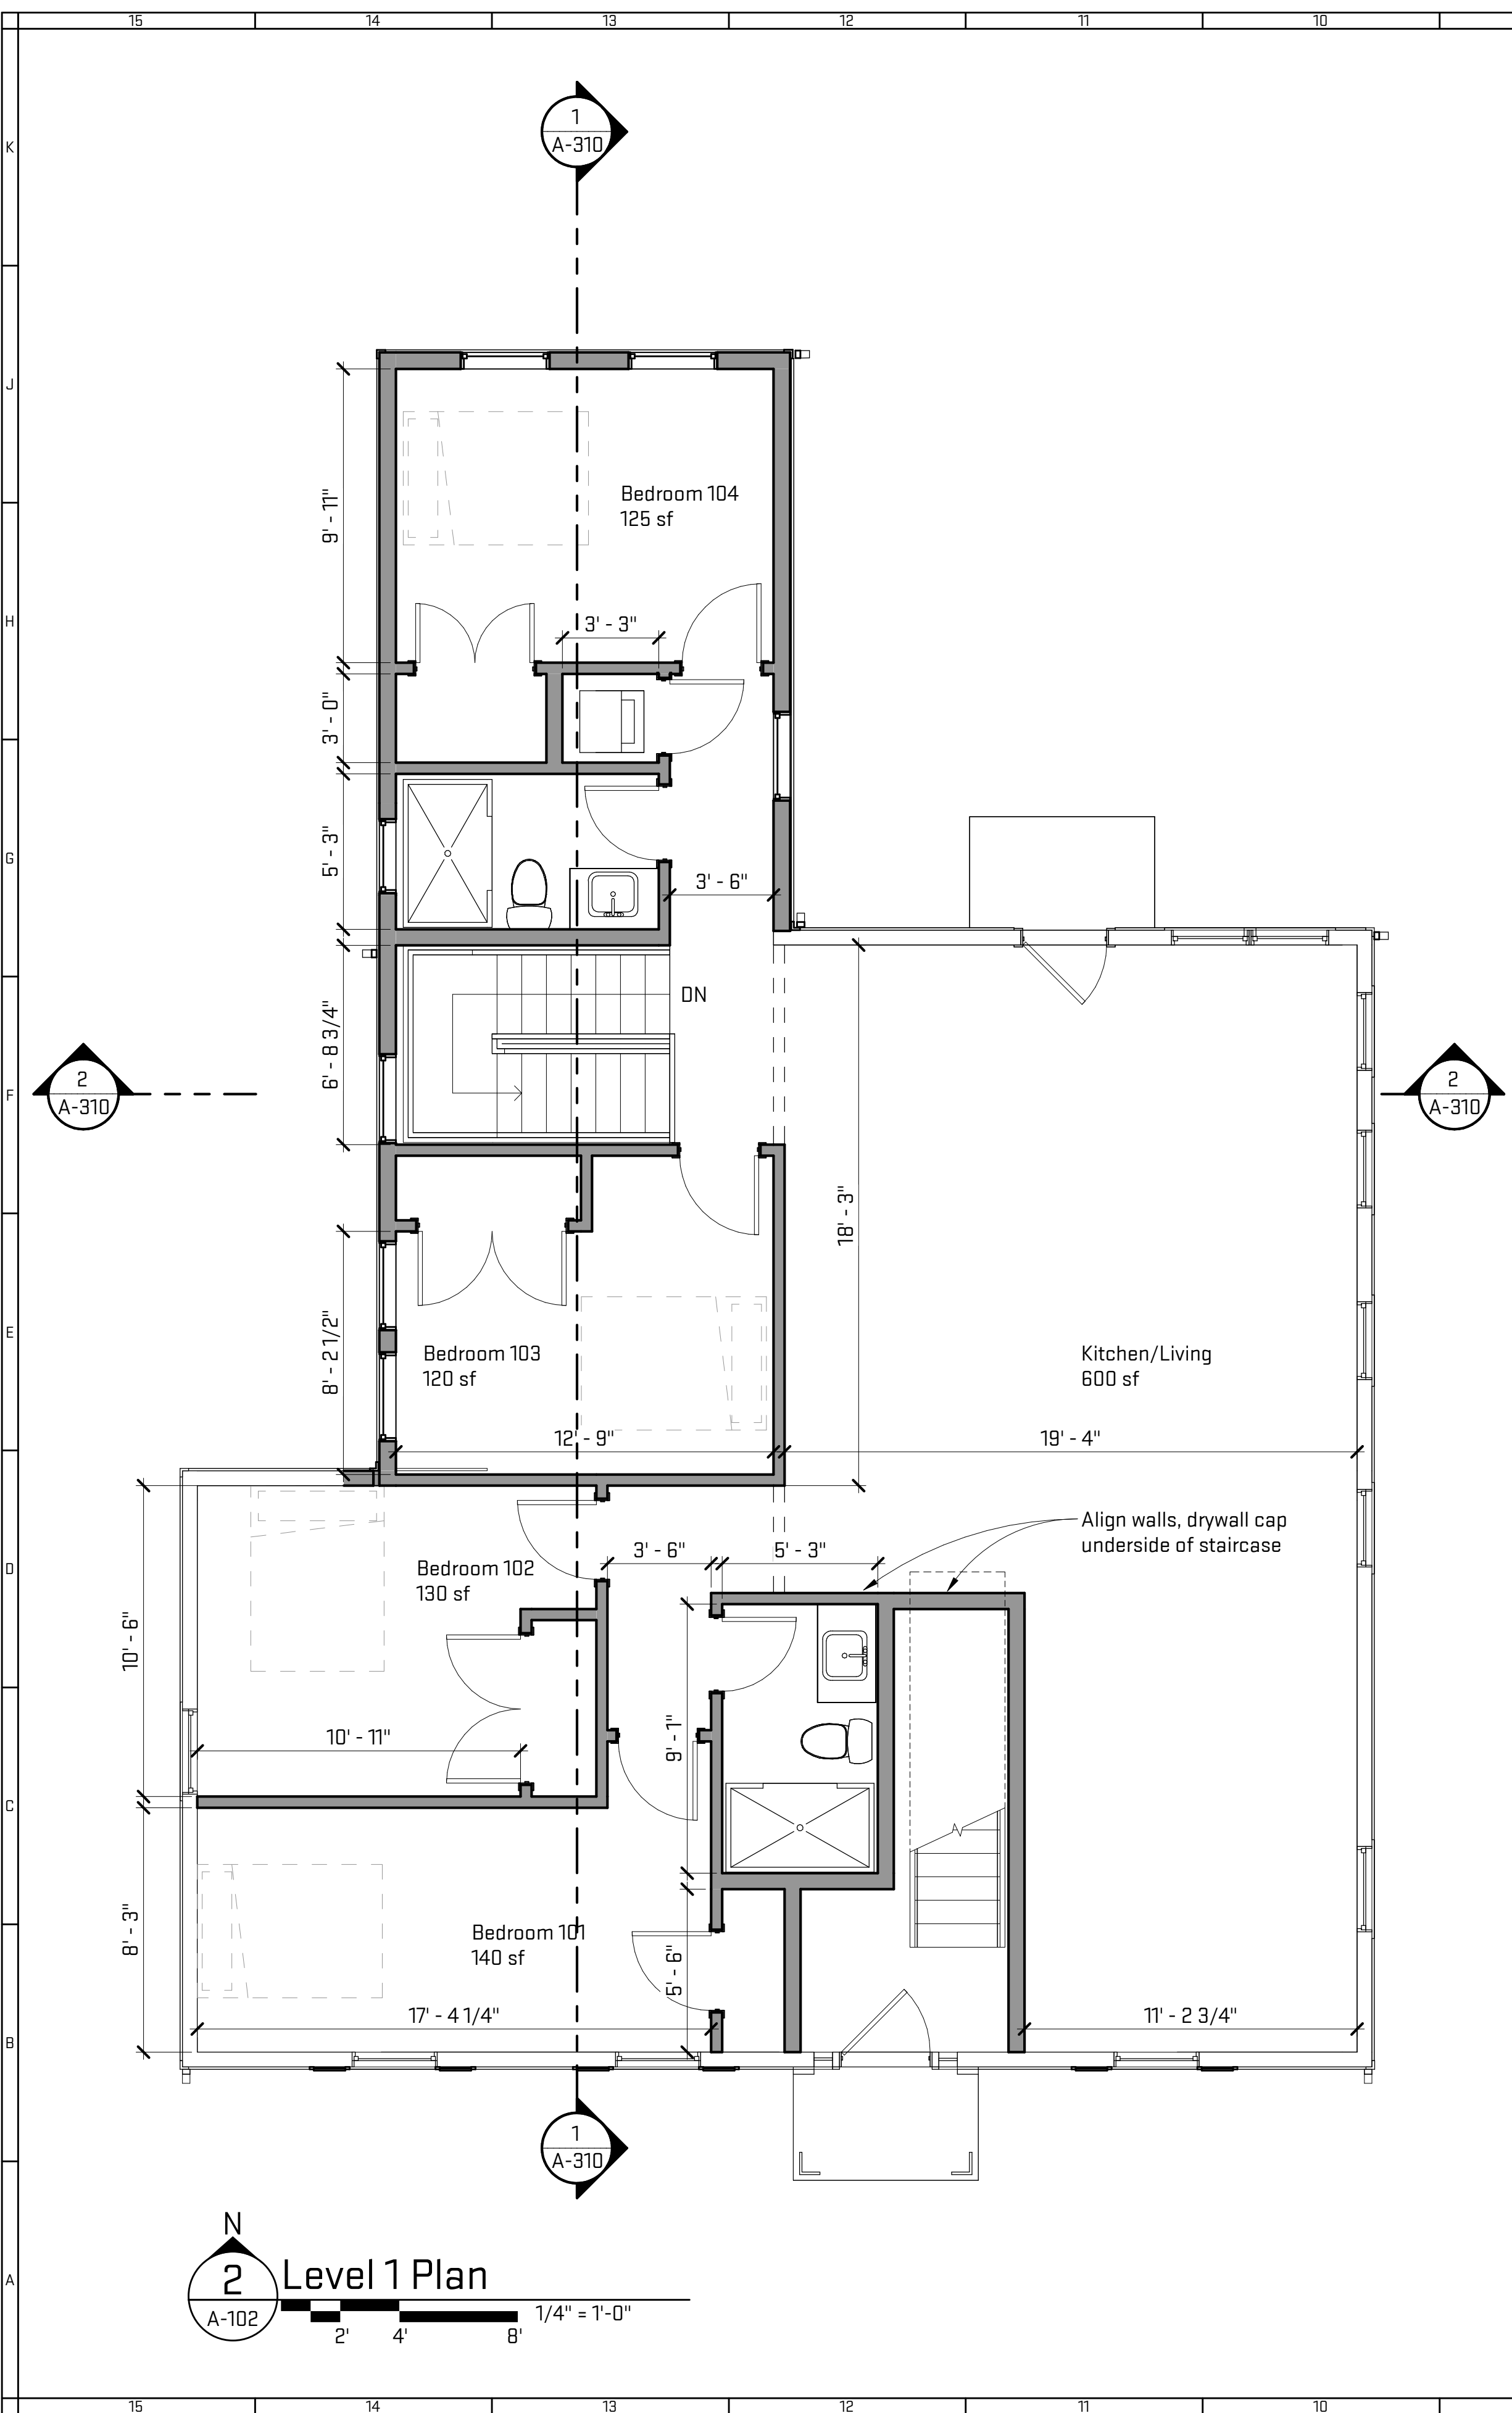 15 14 13 12 11 10
K
1
A-310
J
Bedroom 104
125 sf
9' - 11"
H
3' - 3"
3' - 0"
G
5' - 3"
3' - 6"
DN
6' - 8 3/4"
F
2
A-310
2
A-310
18' - 3"
E
8' - 2 1/2"
Bedroom 103
120 sf
Kitchen/Living
600 sf
12' - 9"
19' - 4"
Align walls, drywall cap
underside of staircase
D
3' - 6"
5' - 3"
Bedroom 102
130 sf
10' - 6"
10' - 11"
9' - 1"
C
8' - 3"
Bedroom 101
140 sf
5' - 6"
17' - 4 1/4"
11' - 2 3/4"
B
1
A-310
N
2
A-102
Level 1 Plan
1/4" = 1'-0"
2' 4' 8'
A
15 14 13 12 11 10